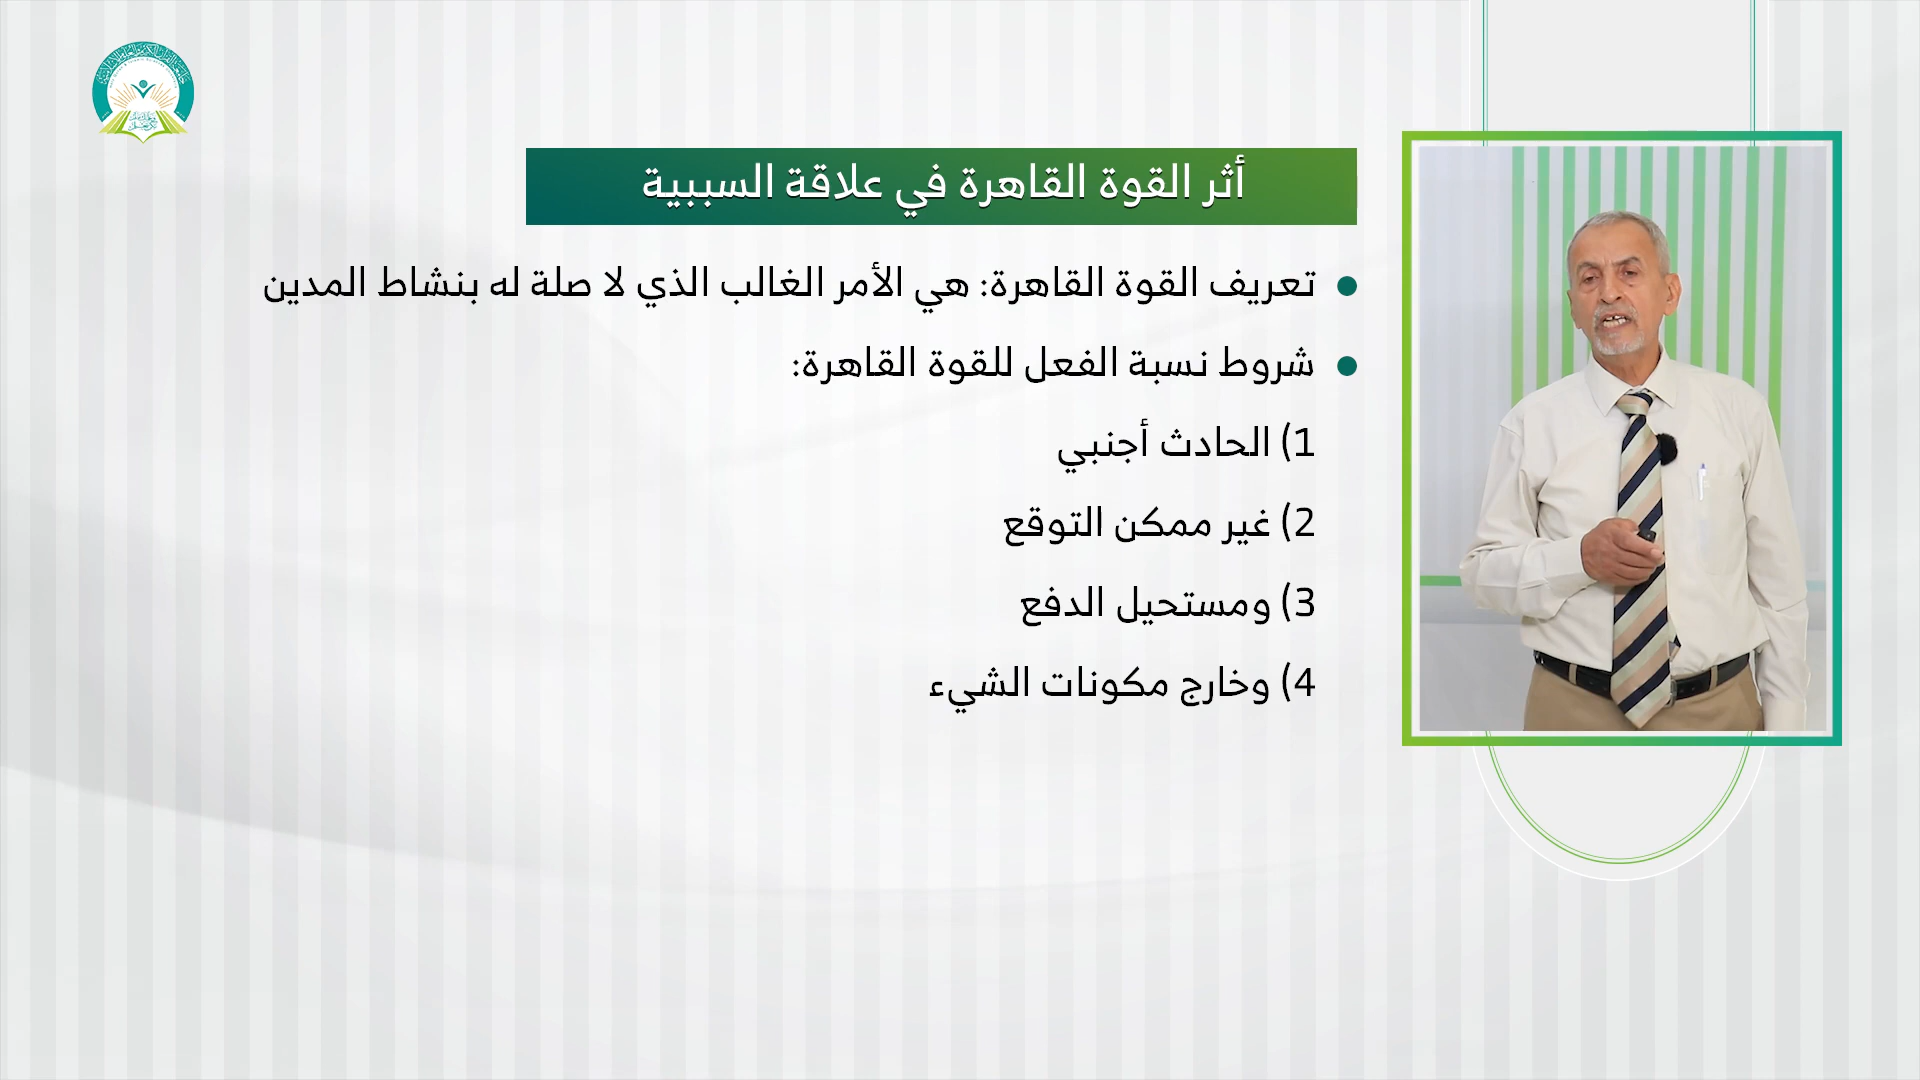 أثر القوة القاهرة في علاقة السببية
تعريف القوة القاهرة: هي الأمر الغالب الذي لا صلة له بنشاط المدين
شروط نسبة الفعل للقوة القاهرة:
1) الحادث أجنبي
2) غير ممكن التوقع
3) ومستحيل الدفع
4) وخارج مكونات الشيء